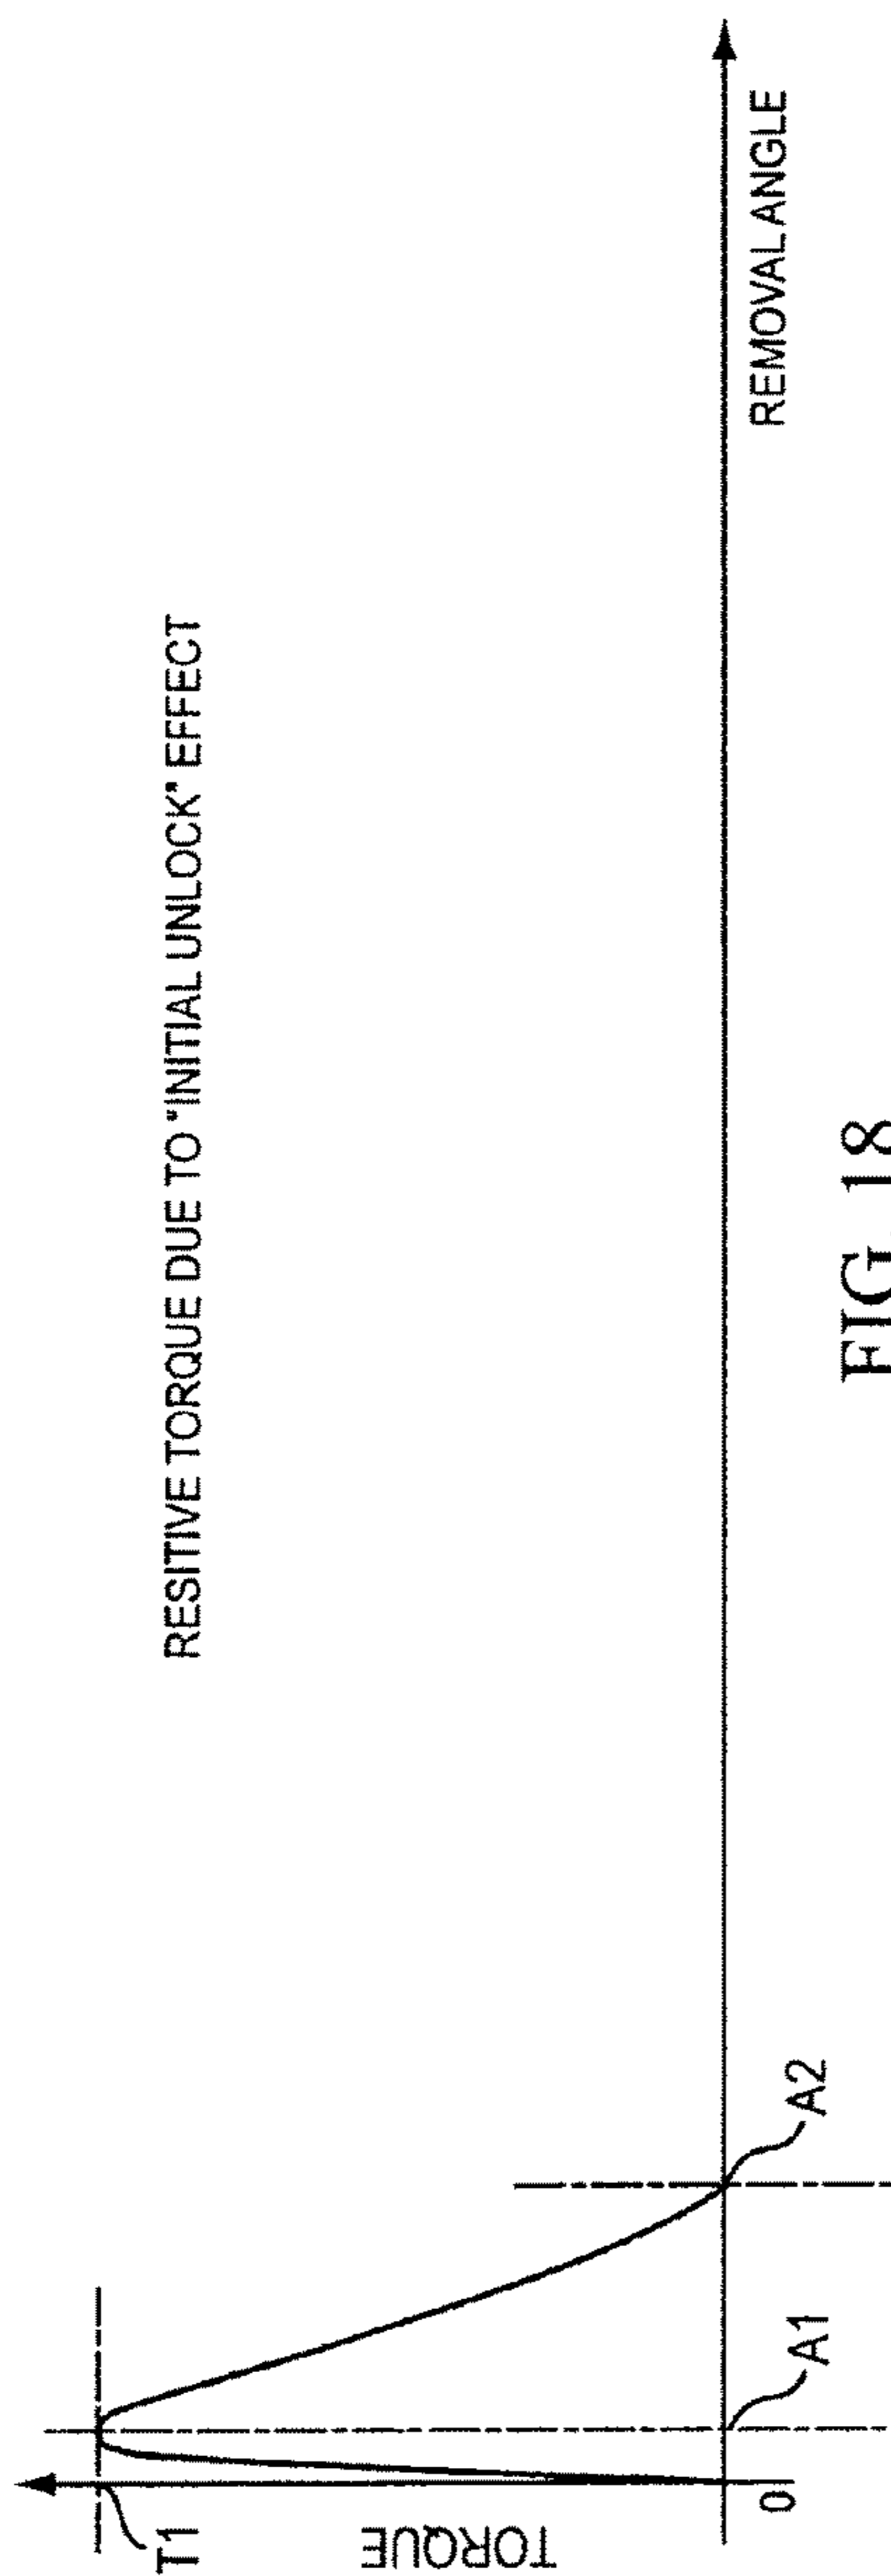 RESITIVE TORQUE DUE TO "INITIAL UNLOCK" EFFECT
T1
TORQUE
0
A1
A2
REMOVAL ANGLE
FIG. 18